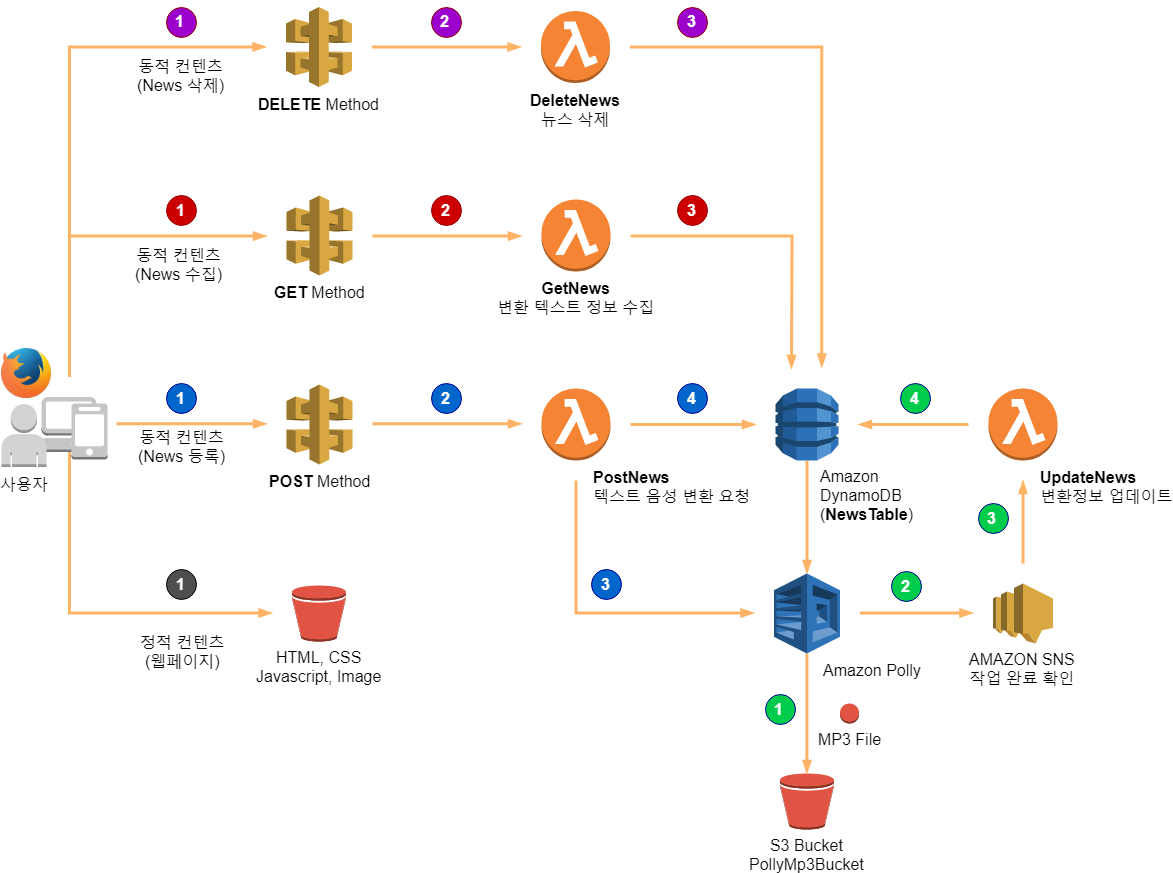 1
2
3
동적 컨텐츠
(News 삭제)
DELETE Method
DeleteNews
뉴스 삭제
1
2
3
동적 컨텐츠
(News 수집)
GET Method
GetNews
변환 텍스트 정보 수집
1
2
4
4
동적 컨텐츠
(News 등록)
POST Method
사용자
PostNews
텍스트 음성 변환 요청
Amazon
DynamoDB
(NewsTable)
UpdateNews
변환정보 업데이트
3
1
3
2
정적 컨텐츠
(웹페이지)
HTML, CSS
Javascript, Image
Amazon Polly
AMAZON SNS
작업 완료 확인
1
MP3 File
S3 Bucket
PollyMp3Bucket